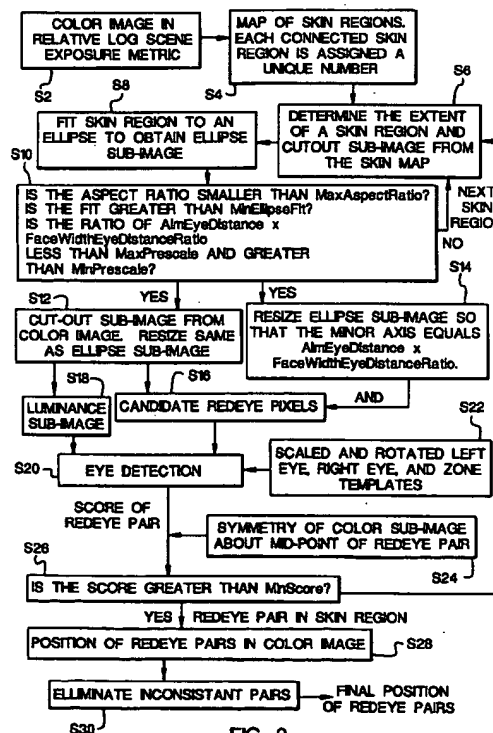 COLOR IMAGE IN
RELATIVE LOG SCENE
EXPOSURE METRIC
S2
MAP OF SKIN REGIONS.
EACH CONNECTED SKIN
REGION IS ASSIGNED A
UNIQUE NUMBER
S4
S6
DETERMINE THE EXTENT
OF A SKIN REGION AND
CUTOUT SUB-IMAGE FROM
THE SKIN MAP
S8
FIT SKIN REGION TO AN
ELLIPSE TO OBTAIN ELLIPSE
SUB-IMAGE
S10
IS THE ASPECT RATIO SMALLER THAN MaxAspectRatio?
IS THE FIT GREATER THAN MinEllipseFit?
IS THE RATIO OF AimEyeDistance x
FaceWidthEyeDistanceRatio
LESS THAN MaxPrescale AND GREATER
THAN MinPrescale?
NEXT
SKIN
REGION
NO
YES
YES
S12
CUT-OUT SUB-IMAGE FROM
COLOR IMAGE. RESIZE SAME
AS ELLIPSE SUB-IMAGE
S14
RESIZE ELLIPSE SUB-IMAGE SO
THAT THE MINOR AXIS EQUALS
AimEyeDistance x
FaceWidthEyeDistanceRatio.
S18
LUMINANCE
SUB-IMAGE
S16
CANDIDATE REDEYE PIXELS
AND
S20
EYE DETECTION
S22
SCALED AND ROTATED LEFT
EYE, RIGHT EYE, AND ZONE
TEMPLATES
SCORE OF
REDEYE PAIR
SYMMETRY OF COLOR SUB-IMAGE
ABOUT MID-POINT OF REDEYE PAIR
S24
S26
IS THE SCORE GREATER THAN MinScore?
YES
REDEYE PAIR IN SKIN REGION
POSITION OF REDEYE PAIRS IN COLOR IMAGE
S28
ELLIMINATE INCONSISTANT PAIRS
FINAL POSITION
OF REDEYE PAIRS
S30